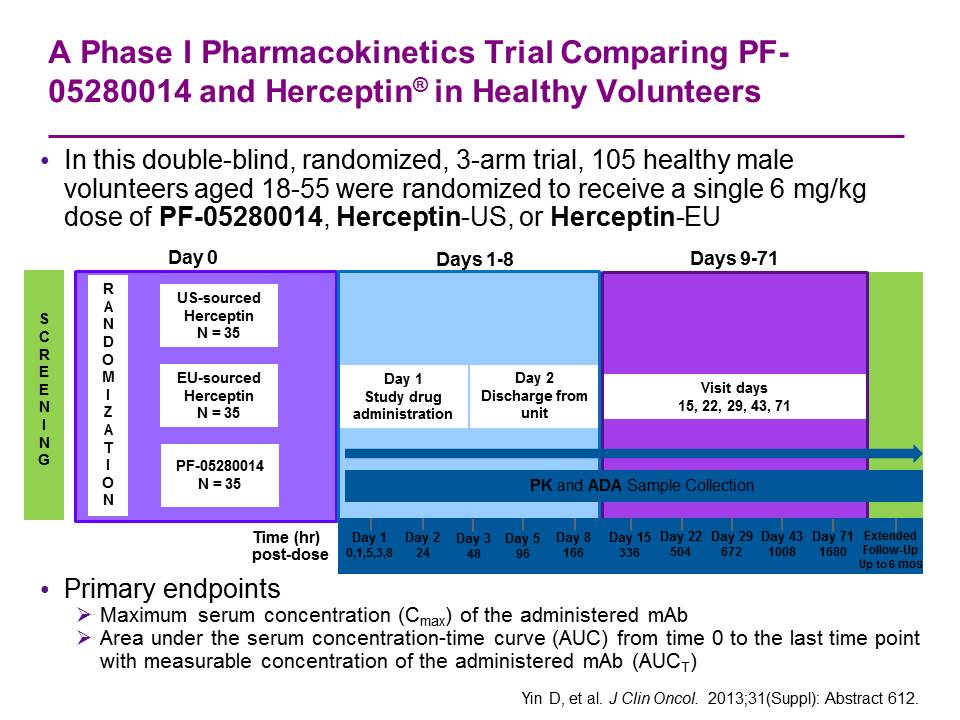 A Phase I Pharmacokinetics Trial Comparing PF-
05280014 and Herceptin® in Healthy Volunteers
• In this double-blind, randomized, 3-arm trial, 105 healthy male
volunteers aged 18-55 were randomized to receive a single 6 mg/kg
dose of PF-05280014, Herceptin-US, or Herceptin-EU
Day 0
Days 1-8
Days 9-71
SCREENING
RANDOMIZATION
US-sourced
Herceptin
N = 35
EU-sourced
Herceptin
N = 35
PF-05280014
N = 35
Day 1
Study drug
administration
Day 2
Discharge from
unit
Visit days
15, 22, 29, 43, 71
PK and ADA Sample Collection
Time (hr)
post-dose
Day 1
0,1,5,3,8
Day 2
24
Day 3
48
Day 5
96
Day 8
166
Day 15
336
Day 22
504
Day 29
672
Day 43
1008
Day 71
1680
Extended
Follow-Up
Up to 6 mos
• Primary endpoints
➢ Maximum serum concentration (Cmax) of the administered mAb
➢ Area under the serum concentration-time curve (AUC) from time 0 to the last time point
with measurable concentration of the administered mAb (AUCT)
Yin D, et al. J Clin Oncol. 2013;31(Suppl): Abstract 612.